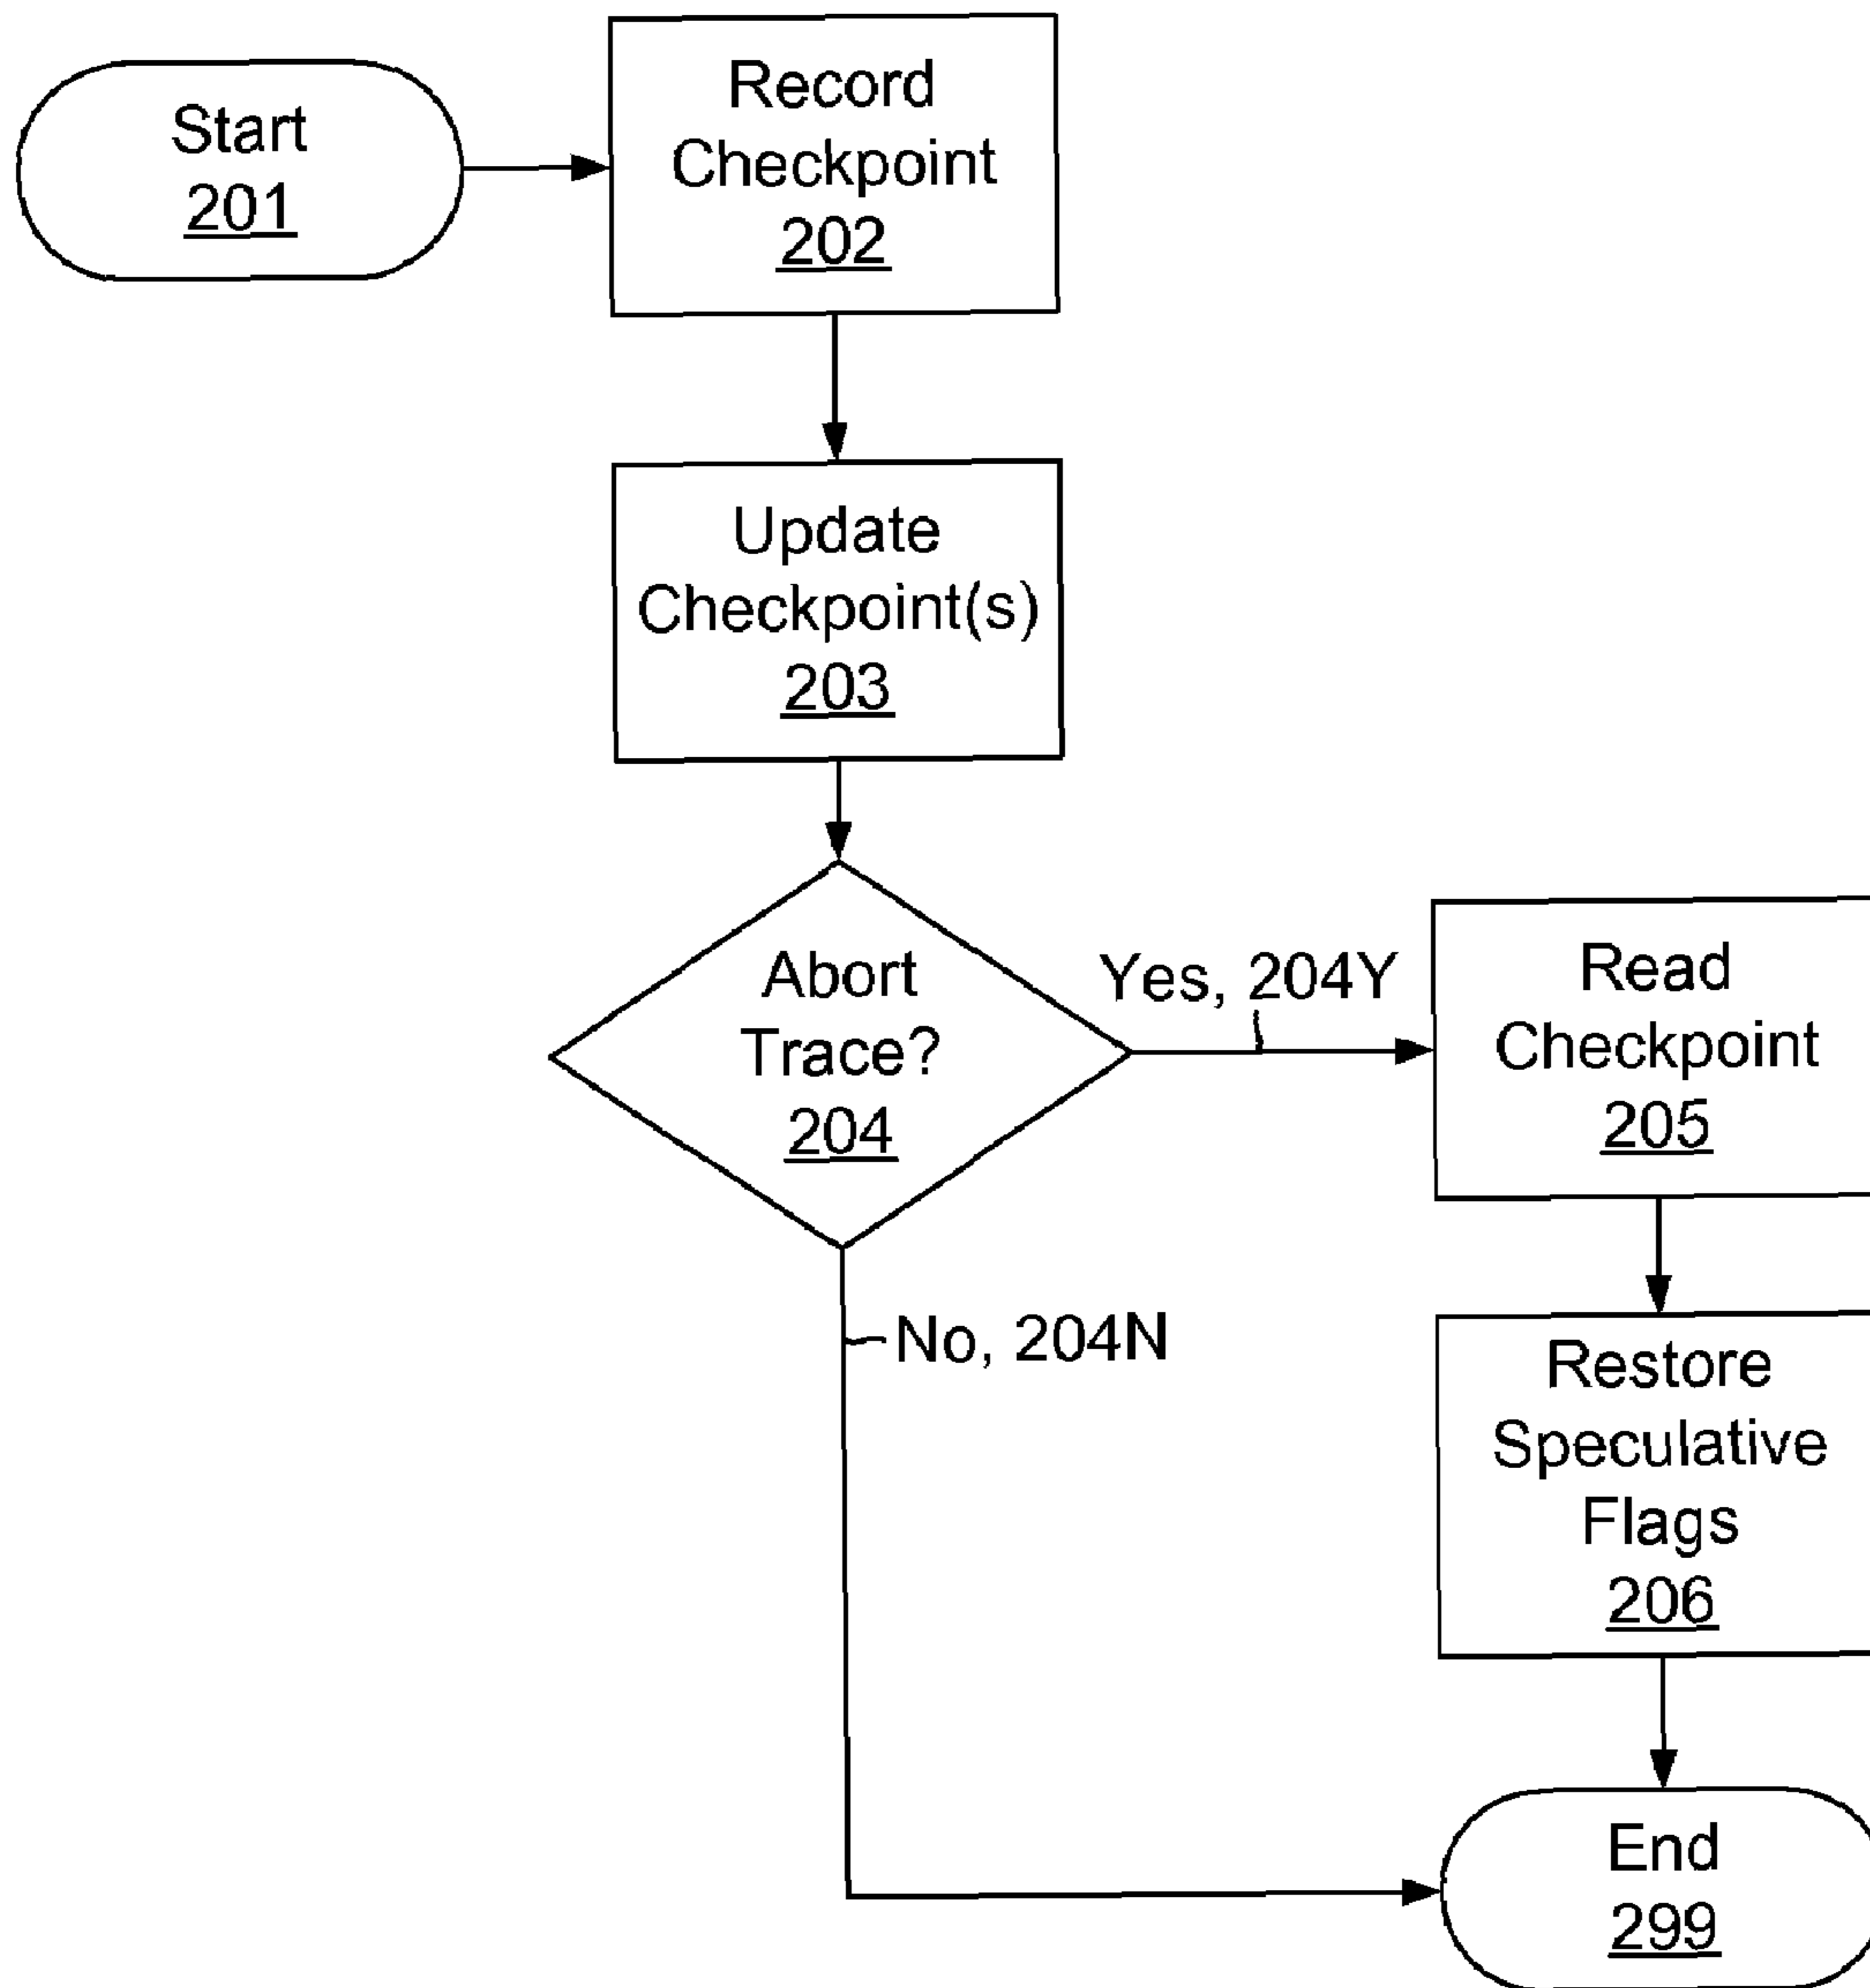 Start
201
Record
Checkpoint
202
Update
Checkpoint(s)
203
Abort
Trace?
204
Yes, 204Y
Read
Checkpoint
205
No, 204N
Restore
Speculative
Flags
206
End
299